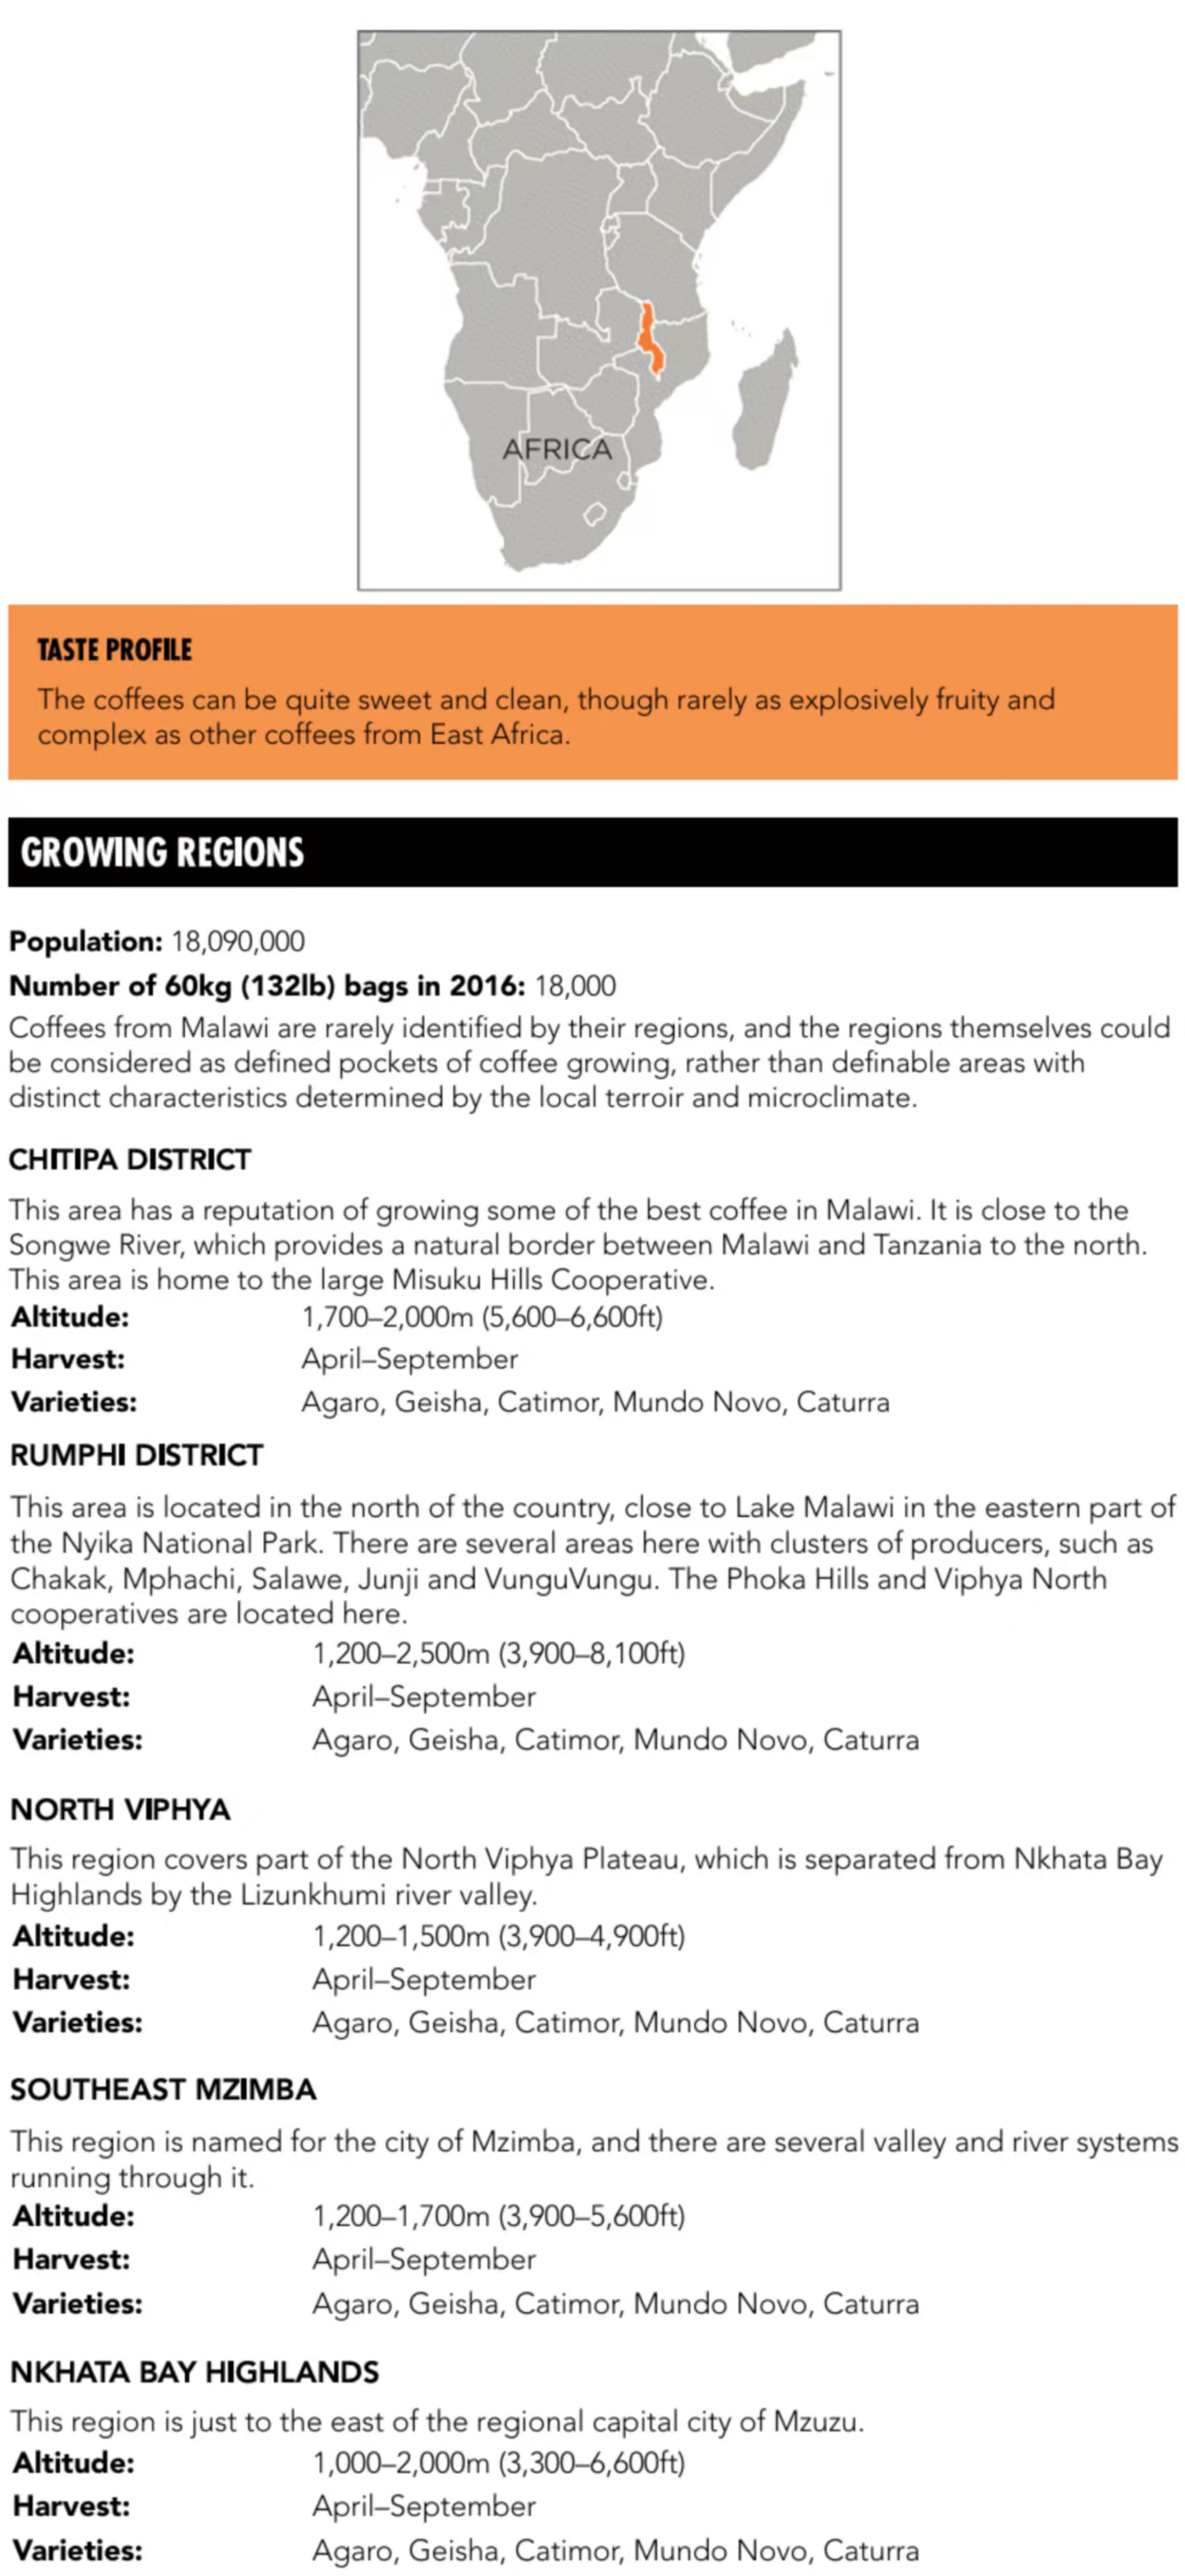 AFRICA
TASTE PROFILE
The coffees can be quite sweet and clean, though rarely as explosively fruity and
complex as other coffees from East Africa.
GROWING REGIONS
Population: 18,090,000
Number of 60kg (132lb) bags in 2016: 18,000
Coffees from Malawi are rarely identified by their regions, and the regions themselves could
be considered as defined pockets of coffee growing, rather than definable areas with
distinct characteristics determined by the local terroir and microclimate.
CHITIPA DISTRICT
This area has a reputation of growing some of the best coffee in Malawi. It is close to the
Songwe River, which provides a natural border between Malawi and Tanzania to the north.
This area is home to the large Misuku Hills Cooperative.
Altitude: 1,700–2,000m (5,600–6,600ft)
Harvest: April–September
Varieties: Agaro, Geisha, Catimor, Mundo Novo, Caturra
RUMPHI DISTRICT
This area is located in the north of the country, close to Lake Malawi in the eastern part of
the Nyika National Park. There are several areas here with clusters of producers, such as
Chakak, Mphachi, Salawe, Junji and VunguVungu. The Phoka Hills and Viphya North
cooperatives are located here.
Altitude: 1,200–2,500m (3,900–8,100ft)
Harvest: April–September
Varieties: Agaro, Geisha, Catimor, Mundo Novo, Caturra
NORTH VIPHYA
This region covers part of the North Viphya Plateau, which is separated from Nkhata Bay
Highlands by the Lizunkhumi river valley.
Altitude: 1,200–1,500m (3,900–4,900ft)
Harvest: April–September
Varieties: Agaro, Geisha, Catimor, Mundo Novo, Caturra
SOUTHEAST MZIMBA
This region is named for the city of Mzimba, and there are several valley and river systems
running through it.
Altitude: 1,200–1,700m (3,900–5,600ft)
Harvest: April–September
Varieties: Agaro, Geisha, Catimor, Mundo Novo, Caturra
NKHATA BAY HIGHLANDS
This region is just to the east of the regional capital city of Mzuzu.
Altitude: 1,000–2,000m (3,300–6,600ft)
Harvest: April–September
Varieties: Agaro, Geisha, Catimor, Mundo Novo, Caturra